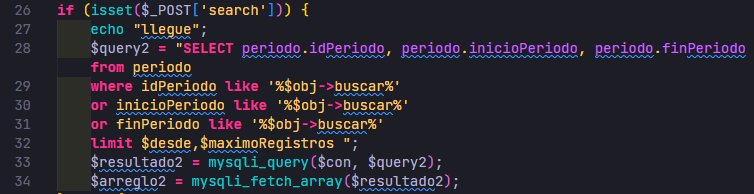 26 if (isset($_POST['search'])) {
27 echo "llegue";
28 $query2 = "SELECT periodo.idPeriodo, periodo.inicioPeriodo, periodo.finPeriodo
from periodo
29 where idPeriodo like '%$obj->buscar%'
30 or inicioPeriodo like '%$obj->buscar%'
31 or finPeriodo like '%$obj->buscar%'
32 limit $desde,$maximoRegistros ";
33 $resultado2 = mysqli_query($con, $query2);
34 $arreglo2 = mysqli_fetch_array($resultado2);